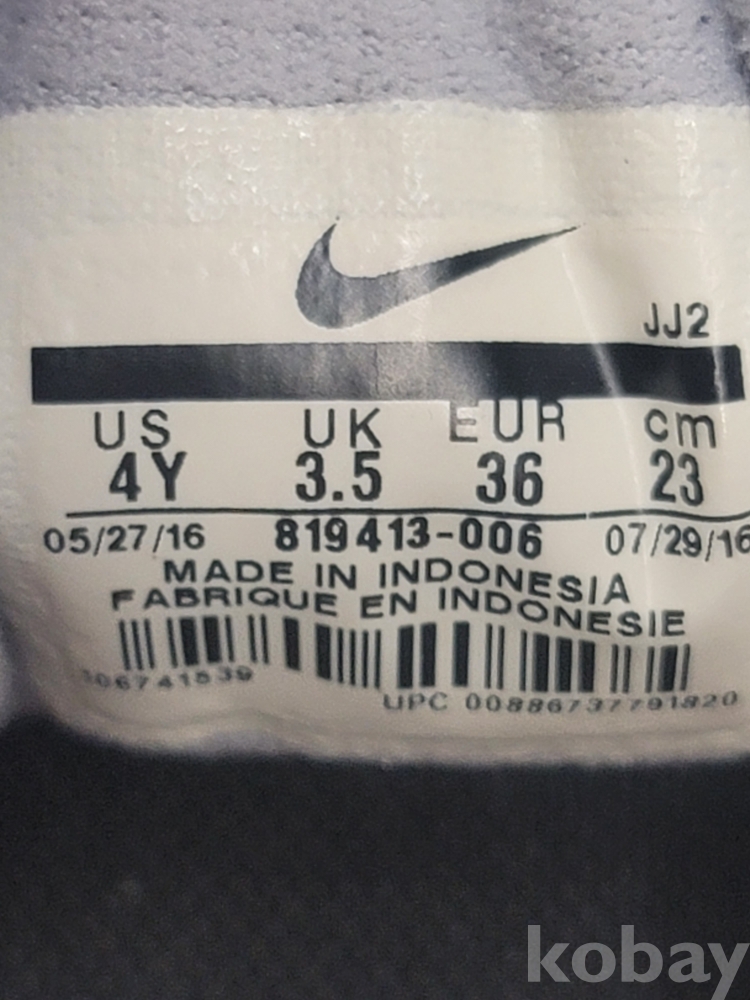 JJ2
US UK EUR cm
4Y 3.5 36 23
05/27/16 819413-006 07/29/16
MADE IN INDONESIA
FABRIQUE EN INDONESIE
UPC 00886737791820
kobay